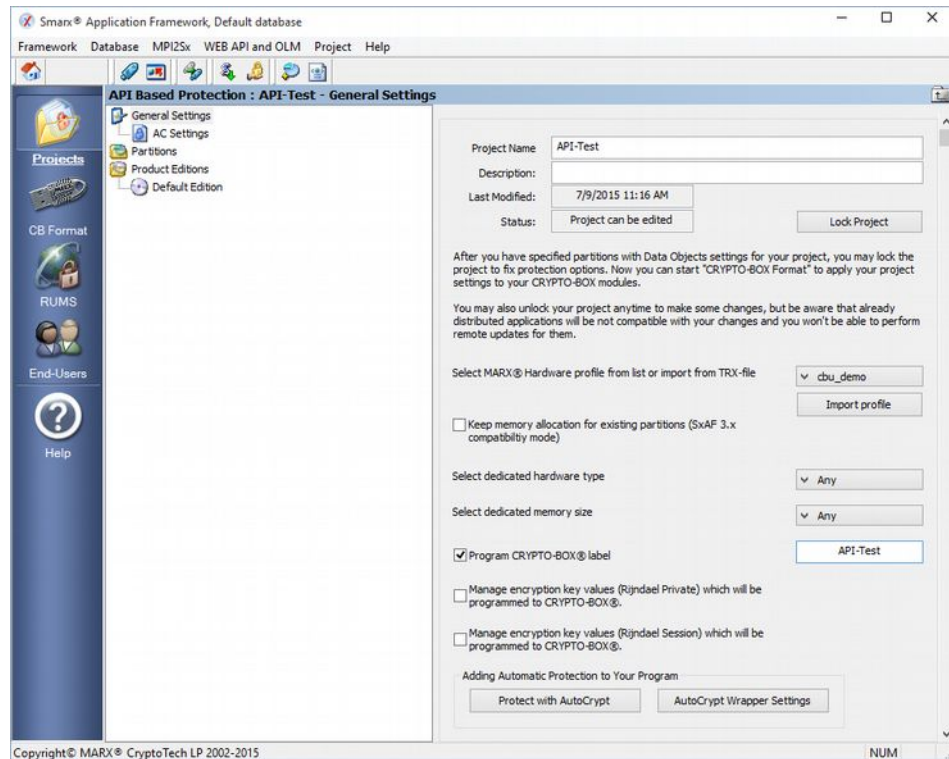 Smarx® Application Framework, Default database
Framework Database MPI2Sx WEB API and OLM Project Help
API Based Protection : API-Test - General Settings
Projects
CB Format
RUMS
End-Users
Help
General Settings
AC Settings
Partitions
Product Editions
Default Edition
Project Name API-Test
Description:
Last Modified: 7/9/2015 11:16 AM
Status: Project can be edited Lock Project
After you have specified partitions with Data Objects settings for your project, you may lock the
project to fix protection options. Now you can start "CRYPTO-BOX Format" to apply your project
settings to your CRYPTO-BOX modules.
You may also unlock your project anytime to make some changes, but be aware that already
distributed applications will be not compatible with your changes and you won't be able to perform
remote updates for them.
Select MARX® Hardware profile from list or import from TRX-file cbu_demo
Import profile
Keep memory allocation for existing partitions (SxAF 3.x
compatibiltiy mode)
Select dedicated hardware type Any
Select dedicated memory size Any
Program CRYPTO-BOX® label API-Test
Manage encryption key values (Rijndael Private) which will be
programmed to CRYPTO-BOX®.
Manage encryption key values (Rijndael Session) which will be
programmed to CRYPTO-BOX®.
Adding Automatic Protection to Your Program
Protect with AutoCrypt AutoCrypt Wrapper Settings
Copyright© MARX® CryptoTech LP 2002-2015 NUM